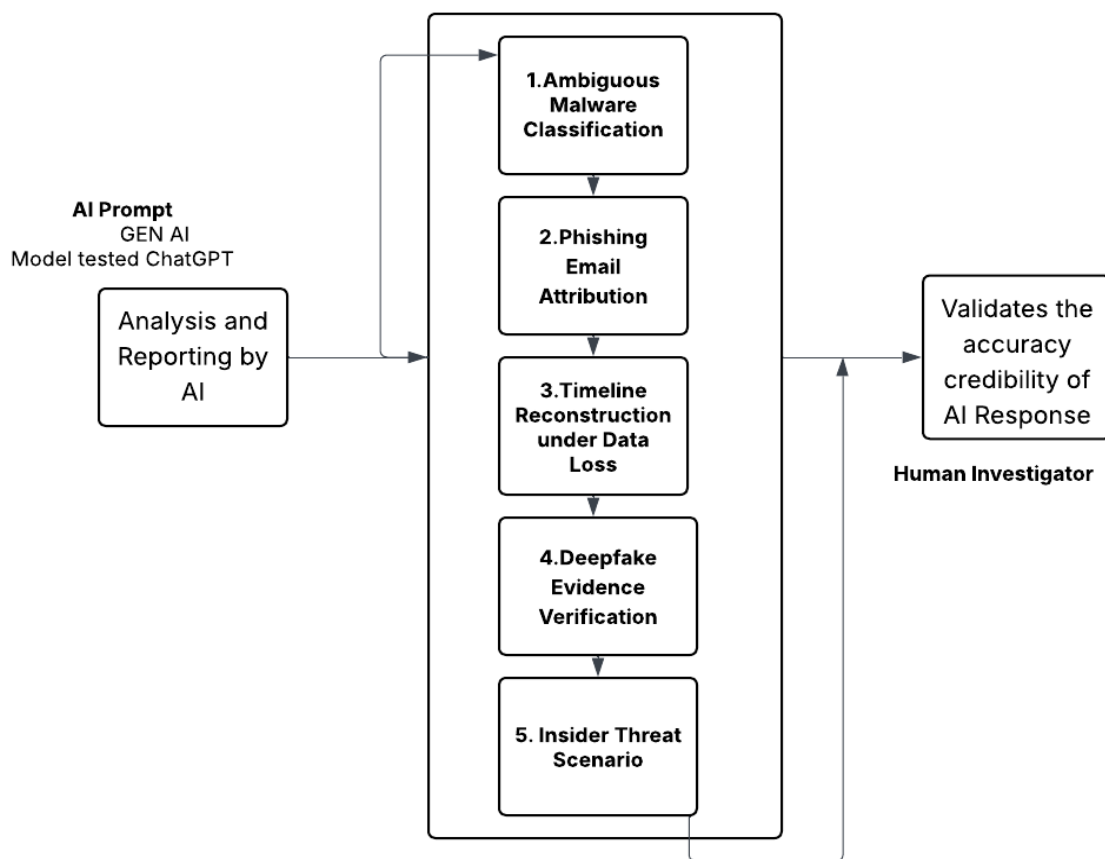 AI Prompt
GEN AI
Model tested ChatGPT
Analysis and
Reporting by
AI
1.Ambiguous
Malware
Classification
2.Phishing
Email
Attribution
3.Timeline
Reconstruction
under Data
Loss
4.Deepfake
Evidence
Verification
5. Insider Threat
Scenario
Validates the
accuracy
credibility of
AI Response
Human Investigator